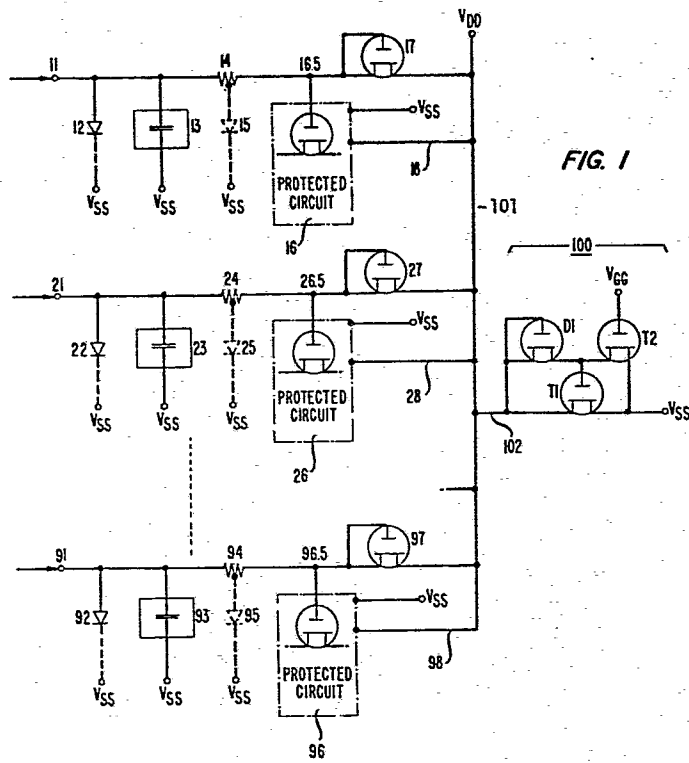 V_DD
11
14
16.5
17
12
13
15
V_SS
V_SS
V_SS
V_SS
PROTECTED
CIRCUIT
16
18
FIG. 1
101
100
21
24
26.5
27
22
23
25
V_SS
V_SS
V_SS
V_SS
PROTECTED
CIRCUIT
26
28
V_GG
D1
T2
T1
V_SS
102
91
94
96.5
97
92
93
95
V_SS
V_SS
V_SS
V_SS
PROTECTED
CIRCUIT
96
98